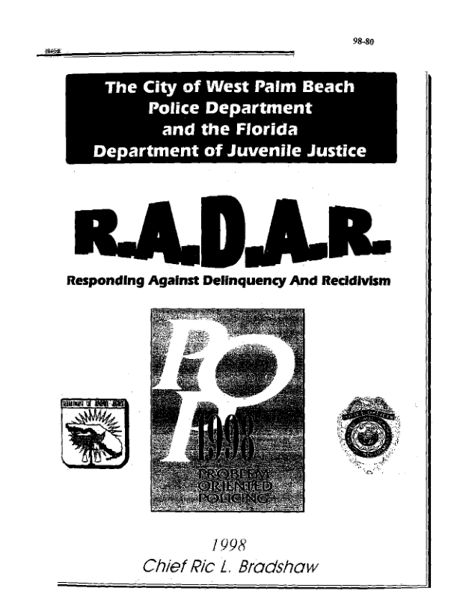 98-80
The City of West Palm Beach
Police Department
and the Florida
Department of Juvenile Justice
R.A.D.A.R.
Responding Against Delinquency And Recidivism
POP
1998
PROBLEM
ORIENTED
POLICING
1998
Chief Ric L. Bradshaw